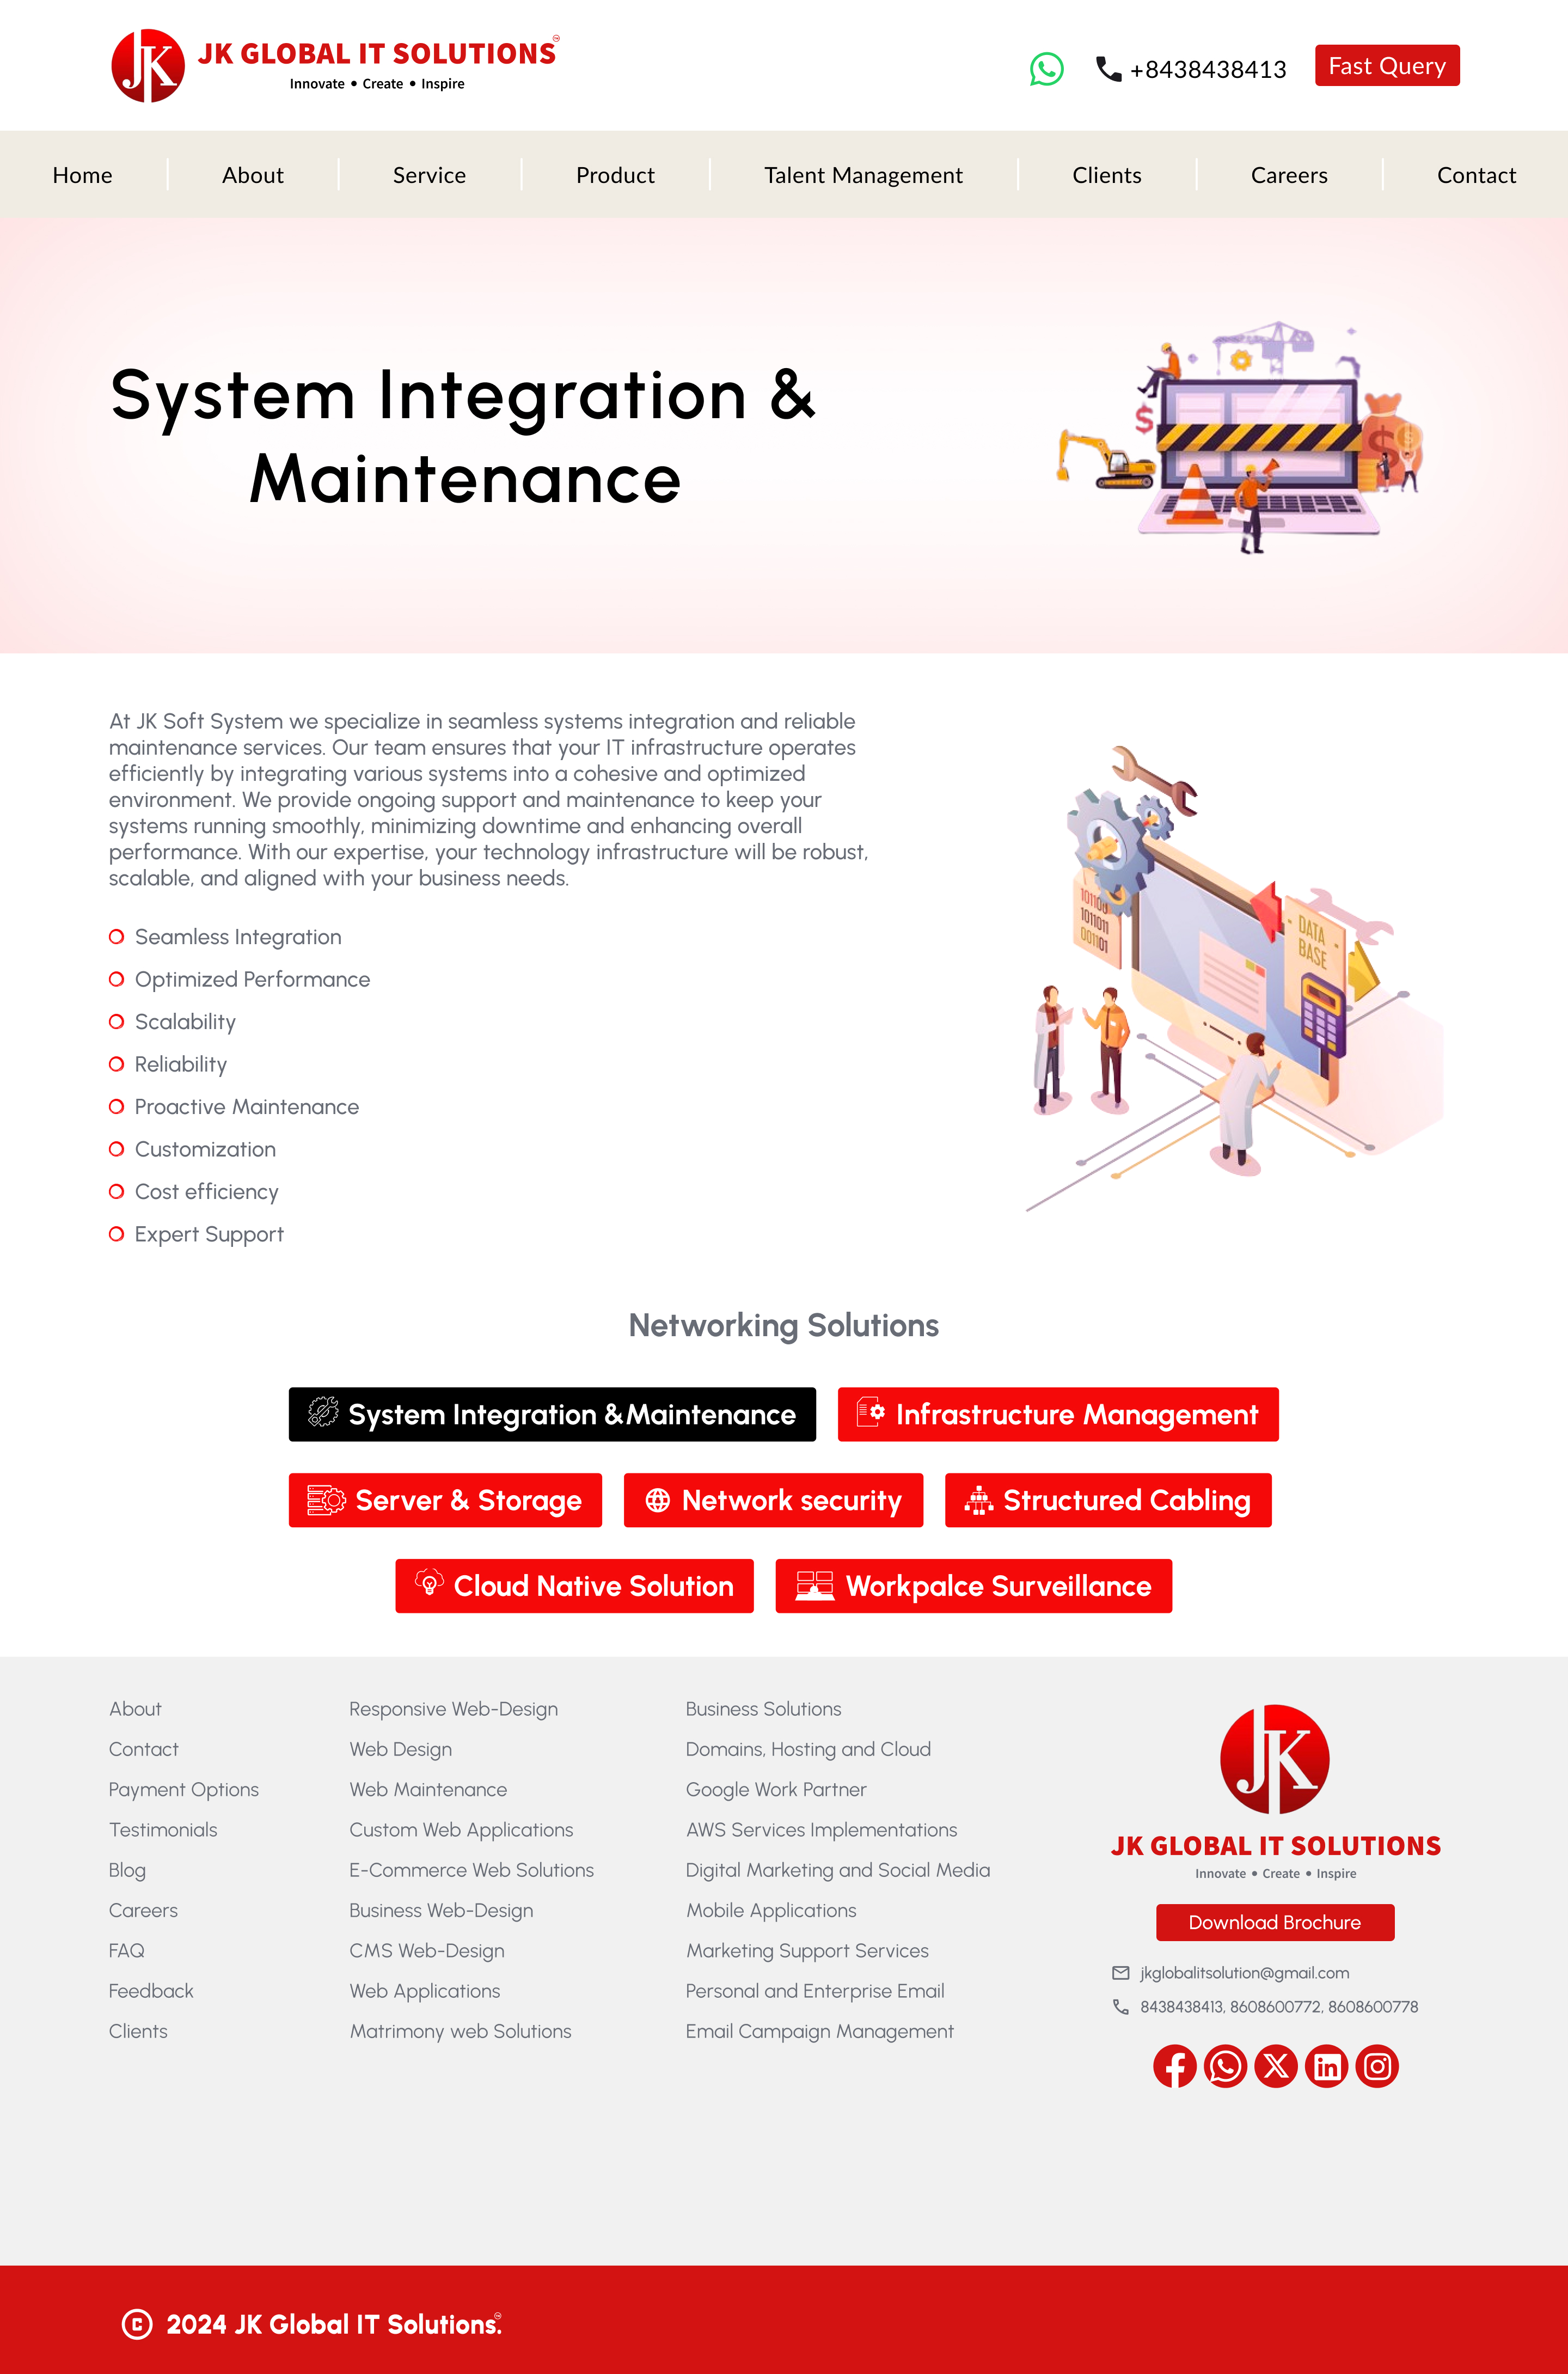 JK GLOBAL IT SOLUTIONS
Innovate • Create • Inspire
+8438438413
Fast Query
Home
About
Service
Product
Talent Management
Clients
Careers
Contact
System Integration &
Maintenance
At JK Soft System we specialize in seamless systems integration and reliable
maintenance services. Our team ensures that your IT infrastructure operates
efficiently by integrating various systems into a cohesive and optimized
environment. We provide ongoing support and maintenance to keep your
systems running smoothly, minimizing downtime and enhancing overall
performance. With our expertise, your technology infrastructure will be robust,
scalable, and aligned with your business needs.
Seamless Integration
Optimized Performance
Scalability
Reliability
Proactive Maintenance
Customization
Cost efficiency
Expert Support
101011
001101
DATA
BASE
Networking Solutions
System Integration &Maintenance
Infrastructure Management
Server & Storage
Network security
Structured Cabling
Cloud Native Solution
Workpalce Surveillance
About
Contact
Payment Options
Testimonials
Blog
Careers
FAQ
Feedback
Clients
Responsive Web-Design
Web Design
Web Maintenance
Custom Web Applications
E-Commerce Web Solutions
Business Web-Design
CMS Web-Design
Web Applications
Matrimony web Solutions
Business Solutions
Domains, Hosting and Cloud
Google Work Partner
AWS Services Implementations
Digital Marketing and Social Media
Mobile Applications
Marketing Support Services
Personal and Enterprise Email
Email Campaign Management
JK
JK GLOBAL IT SOLUTIONS
Innovate • Create • Inspire
Download Brochure
jkglobalitsolution@gmail.com
8438438413, 8608600772, 8608600778
© 2024 JK Global IT Solutions.